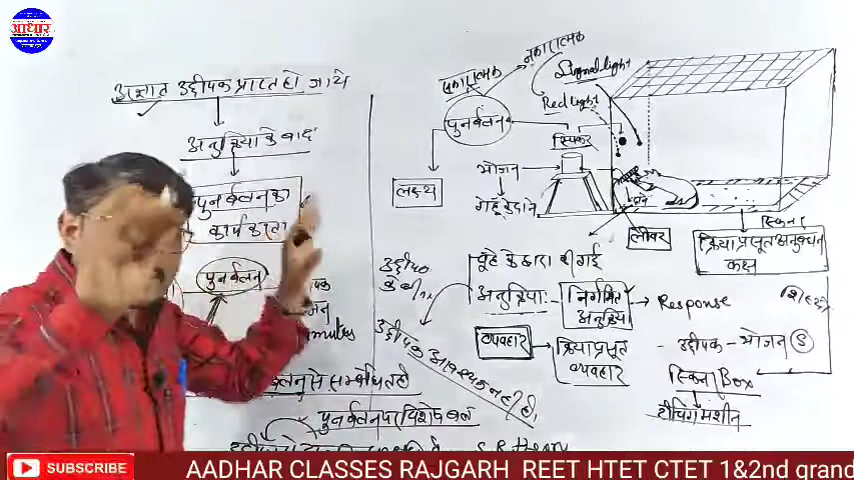 आधार
अज्ञात उद्दीपक प्राप्त हो जाये
अनुक्रिया के बाद
पुनर्बलन का
कार्य करता
पुनर्बलन
से सम्बंधित है
पुनर्बलन पर विशेष बल
सकारात्मक
नकारात्मक
Signal light
Red light
पुनर्बलन
स्पिकर
लक्ष्य
भोजन
गेहूं के दाने
लीवर
स्किनर
क्रियाप्रसूत अनुबंधन
कक्ष
चूहे के द्वारा की गई
उद्दीपक
के बीच
अनुक्रिया
निर्गमित
अनुक्रिया
Response
उद्दीपक आवश्यक नही है।
व्यवहार
क्रियाप्रसूत
व्यवहार
उद्दीपक - भोजन S
स्किनर Box
टीचिंग मशीन
SUBSCRIBE
AADHAR CLASSES RAJGARH REET HTET CTET 1&2nd grand